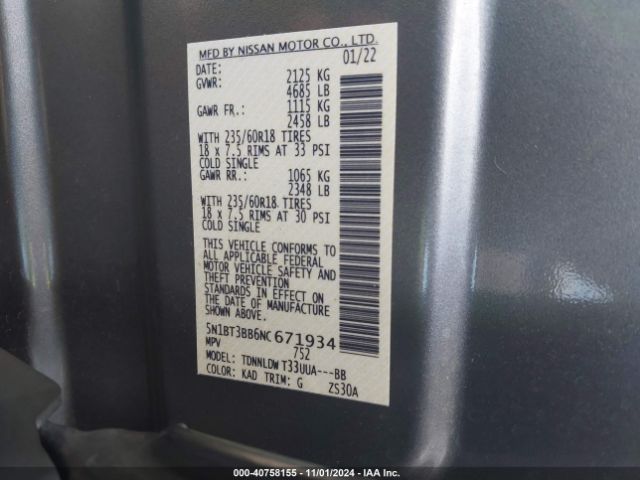 MFD BY NISSAN MOTOR CO., LTD.
DATE: 01/22
GVWR: 2125 KG
4685 LB
GAWR FR.: 1115 KG
2458 LB
WITH 235/60R18 TIRES
18 x 7.5 RIMS AT 33 PSI
COLD SINGLE
GAWR RR.: 1065 KG
2348 LB
WITH 235/60R18 TIRES
18 x 7.5 RIMS AT 30 PSI
COLD SINGLE
THIS VEHICLE CONFORMS TO
ALL APPLICABLE FEDERAL
MOTOR VEHICLE SAFETY AND
THEFT PREVENTION
STANDARDS IN EFFECT ON
THE DATE OF MANUFACTURE
SHOWN ABOVE.
5N1BT3BB6NC671934
MPV 752
MODEL: TDNNLDWT33UUA---BB
COLOR: KAD TRIM: G ZS30A
000-40758155 - 11/01/2024 - IAA Inc.